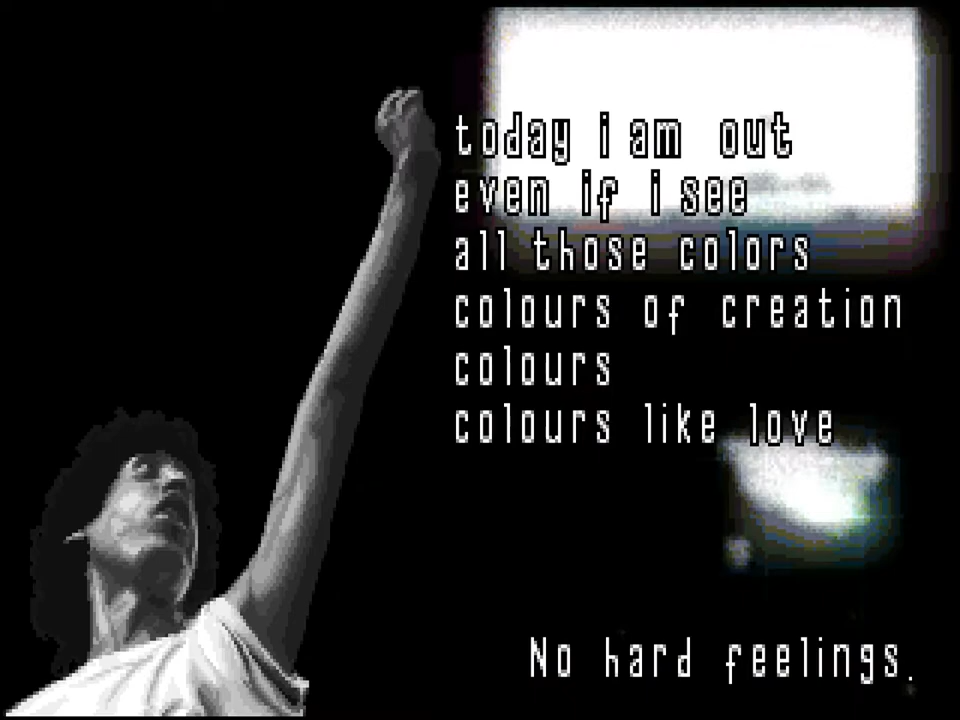 today i am out
even if i see
all those colors
colours of creation
colours
colours like love
No hard feelings.